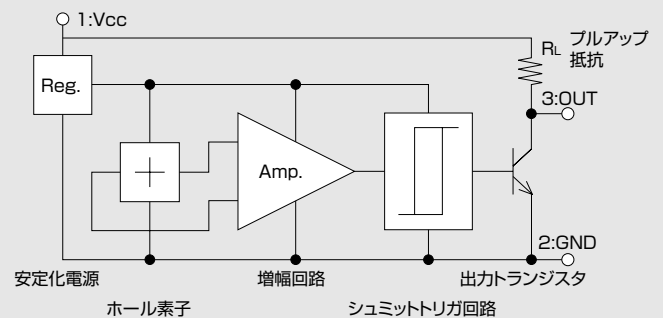 1:Vcc
RL プルアップ
抵抗
Reg.
3:OUT
Amp.
2:GND
安定化電源
増幅回路
出力トランジスタ
ホール素子
シュミットトリガ回路